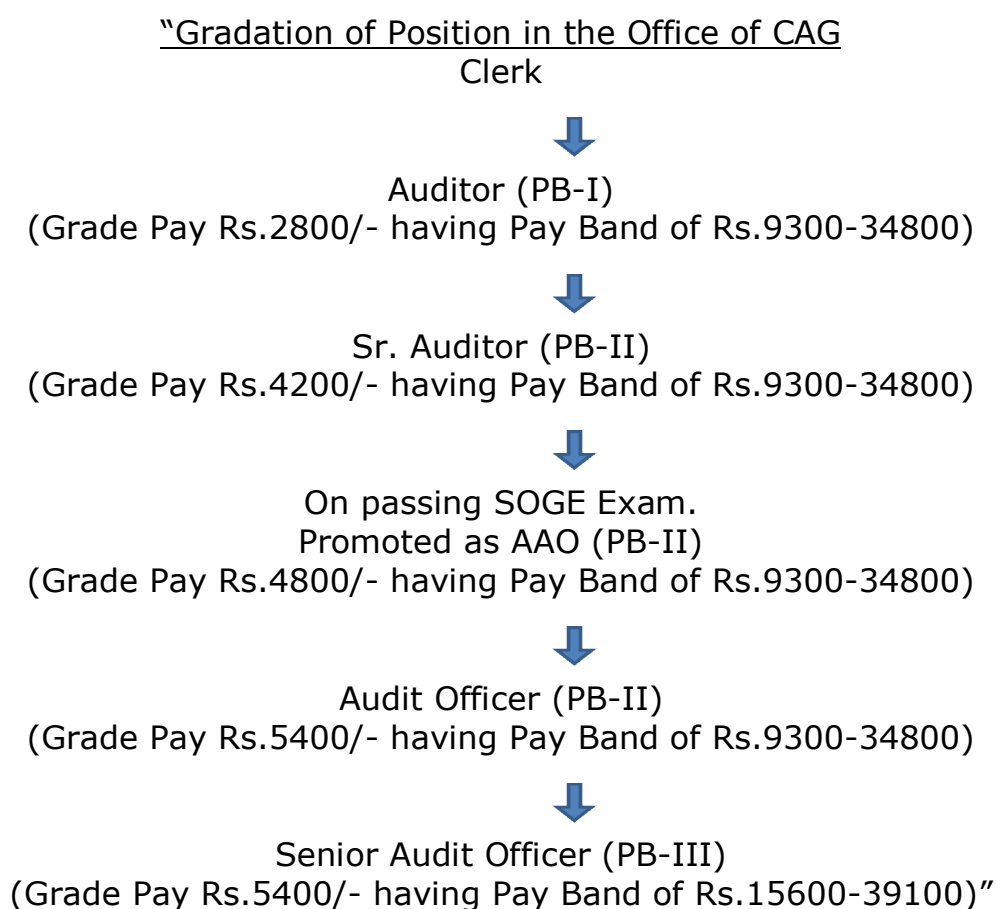 “Gradation of Position in the Office of CAG
Clerk
Auditor (PB-I)
(Grade Pay Rs.2800/- having Pay Band of Rs.9300-34800)
Sr. Auditor (PB-II)
(Grade Pay Rs.4200/- having Pay Band of Rs.9300-34800)
On passing SOGE Exam.
Promoted as AAO (PB-II)
(Grade Pay Rs.4800/- having Pay Band of Rs.9300-34800)
Audit Officer (PB-II)
(Grade Pay Rs.5400/- having Pay Band of Rs.9300-34800)
Senior Audit Officer (PB-III)
(Grade Pay Rs.5400/- having Pay Band of Rs.15600-39100)”